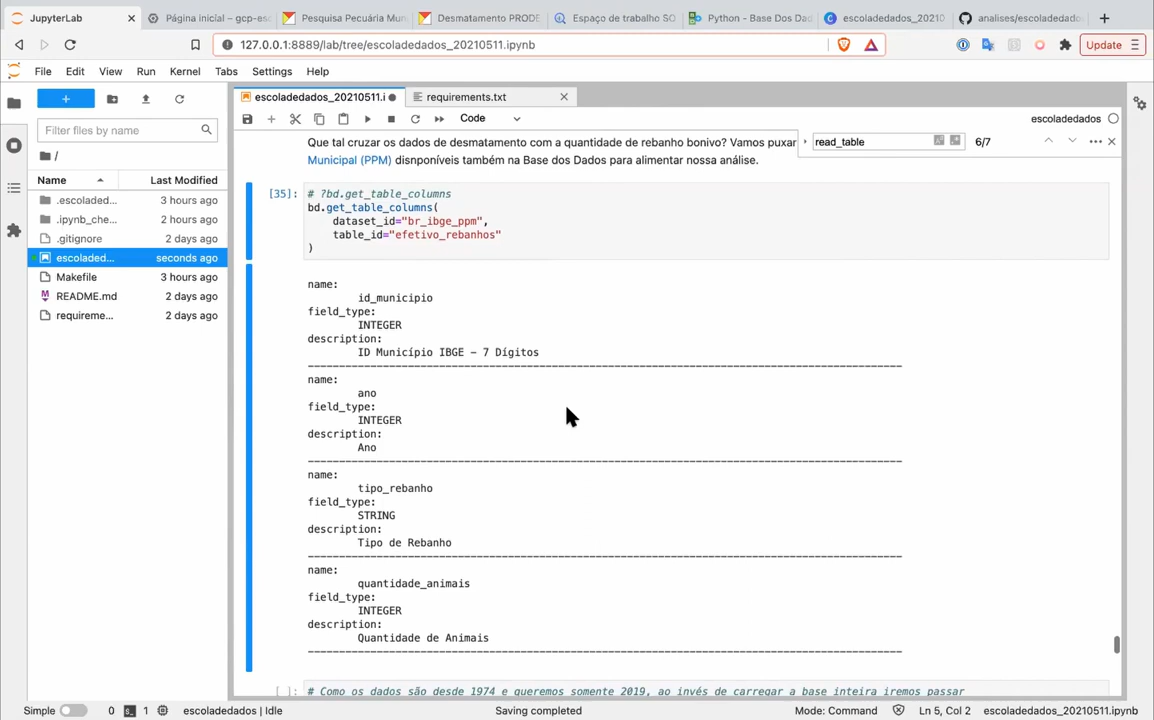 JupyterLab
Página inicial – gcp-esc
Pesquisa Pecuária Mun
Desmatamento PRODE
Espaço de trabalho SQ
Python - Base Dos Dad
escoladedados_20210
analises/escoladedado
127.0.0.1:8889/lab/tree/escoladedados_20210511.ipynb
Update
File Edit View Run Kernel Tabs Settings Help
escoladedados_20210511.i
requirements.txt
Code
escoladedados
Filter files by name
/
Name
Last Modified
.escoladed... 3 hours ago
.ipynb_che... 2 hours ago
.gitignore 2 days ago
escoladed... seconds ago
Makefile 3 hours ago
README.md 2 days ago
requireme... 2 days ago
read_table
6/7
Que tal cruzar os dados de desmatamento com a quantidade de rebanho bonivo? Vamos puxar
Municipal (PPM) disnponíveis também na Base dos Dados para alimentar nossa análise.
[35]:
# ?bd.get_table_columns
bd.get_table_columns(
dataset_id="br_ibge_ppm",
table_id="efetivo_rebanhos"
)
name:
id_municipio
field_type:
INTEGER
description:
ID Município IBGE - 7 Dígitos
name:
ano
field_type:
INTEGER
description:
Ano
name:
tipo_rebanho
field_type:
STRING
description:
Tipo de Rebanho
name:
quantidade_animais
field_type:
INTEGER
description:
Quantidade de Animais
[ ]:
# Como os dados são desde 1974 e queremos somente 2019, ao invés de carregar a base inteira iremos passar
Simple
0
1
escoladedados | Idle
Saving completed
Mode: Command
Ln 5, Col 2
escoladedados_20210511.ipynb